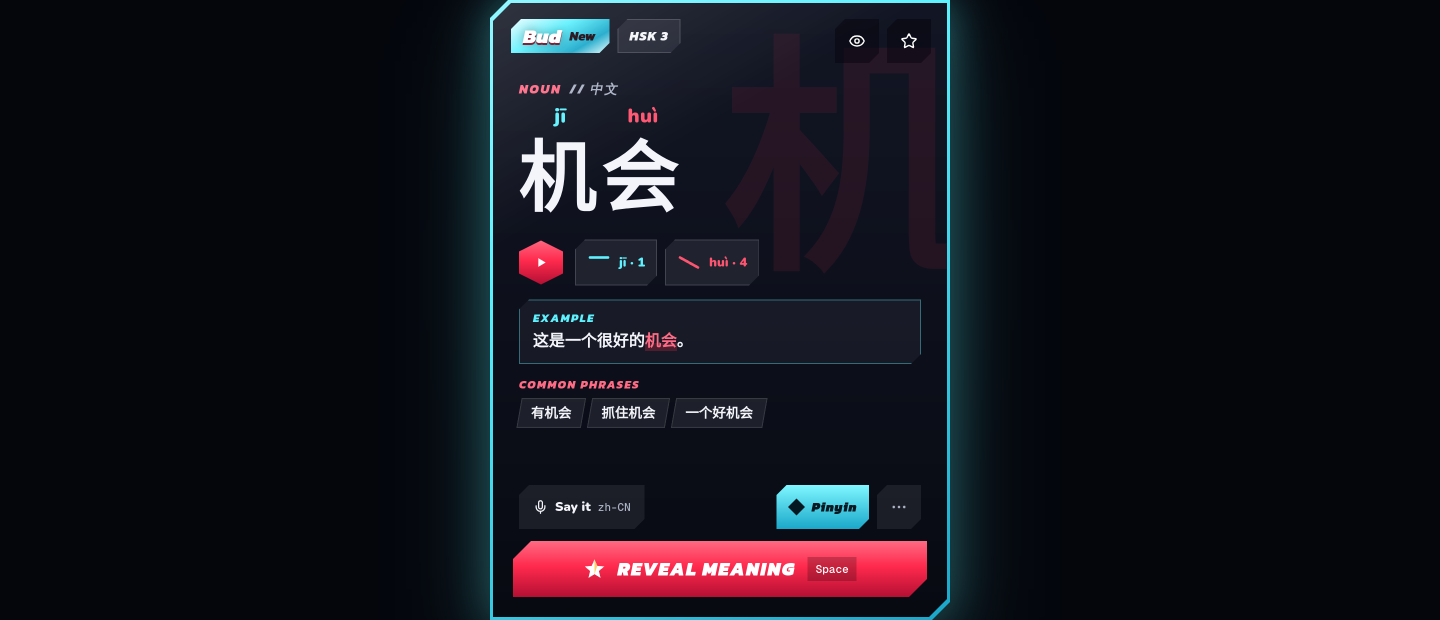 Bud New HSK 3
机
NOUN // 中文
jī huì
机会
jī · 1 huì · 4
EXAMPLE
这是一个很好的机会。
COMMON PHRASES
有机会 抓住机会 一个好机会
Say it zh-CN Pinyin ···
REVEAL MEANING Space